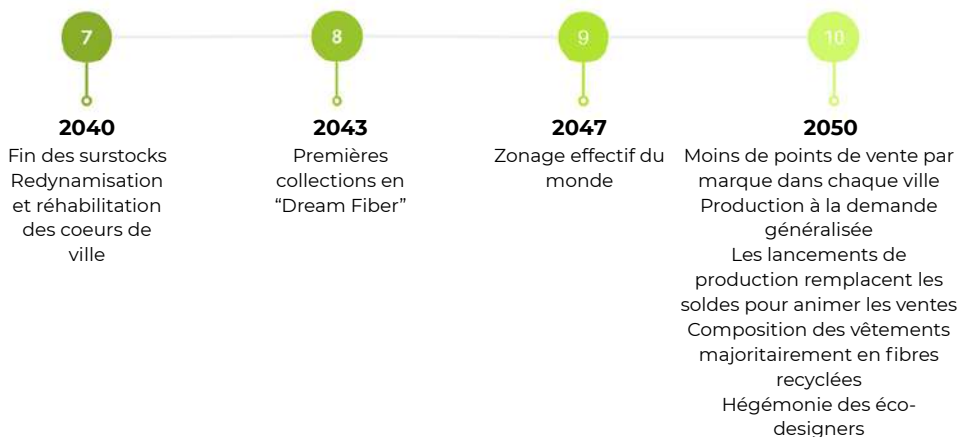 7
8
9
10
2040
Fin des surstocks
Redynamisation
et réhabilitation
des coeurs de
ville
2043
Premières
collections en
“Dream Fiber”
2047
Zonage effectif du
monde
2050
Moins de points de vente par
marque dans chaque ville
Production à la demande
généralisée
Les lancements de
production remplacent les
soldes pour animer les ventes
Composition des vêtements
majoritairement en fibres
recyclées
Hégémonie des éco-
designers